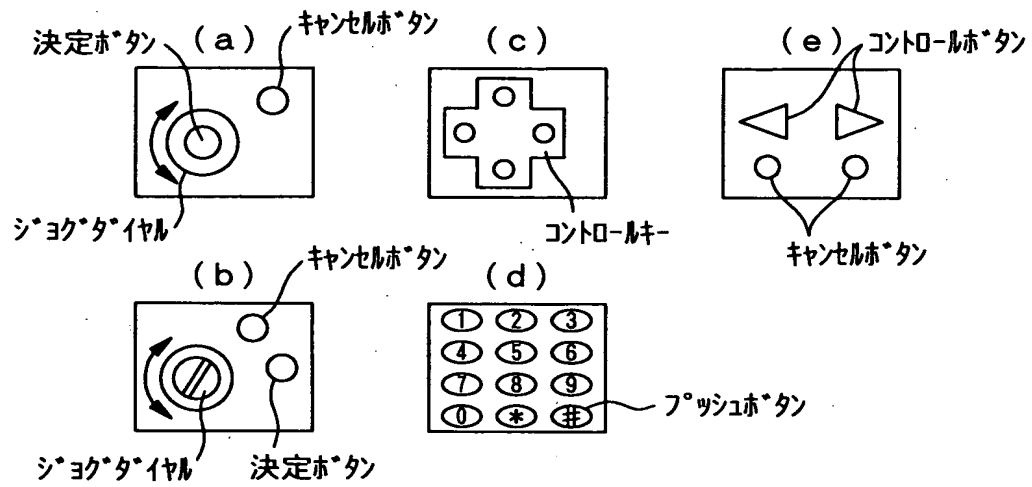 決定ボタン
(a)
キャンセルボタン
ジョグダイヤル
(c)
コントロールキー
(e)
コントロールボタン
キャンセルボタン
(b)
キャンセルボタン
ジョグダイヤル
決定ボタン
(d)
1 2 3
4 5 6
7 8 9
0 * #
プッシュボタン